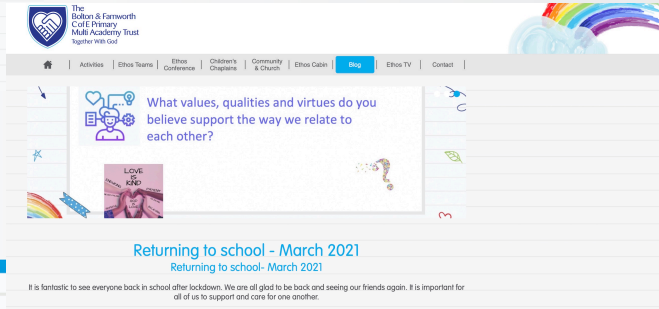 The
Bolton & Farnworth
C of E Primary
Multi Academy Trust
Together With God
Activities
Ethos Teams
Ethos
Conference
Children's
Chaplains
Community
& Church
Ethos Cabin
Blog
Ethos TV
Contact
What values, qualities and virtues do you
believe support the way we relate to
each other?
LOVE
IS
KIND
Returning to school - March 2021
Returning to school- March 2021
It is fantastic to see everyone back in school after lockdown. We are all glad to be back and seeing our friends again. It is important for
all of us to support and care for one another.